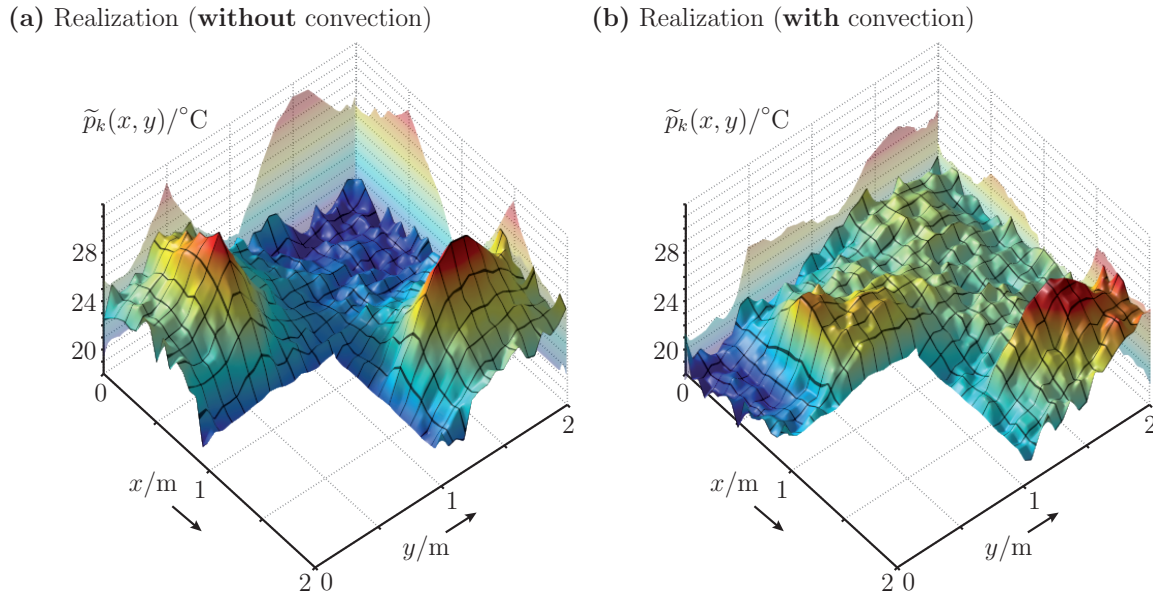 (a) Realization (without convection)
p̃ₖ(x, y)/°C
28
24
20
0
x/m
1
2
0
y/m
1
2
(b) Realization (with convection)
p̃ₖ(x, y)/°C
28
24
20
0
x/m
1
2
0
y/m
1
2